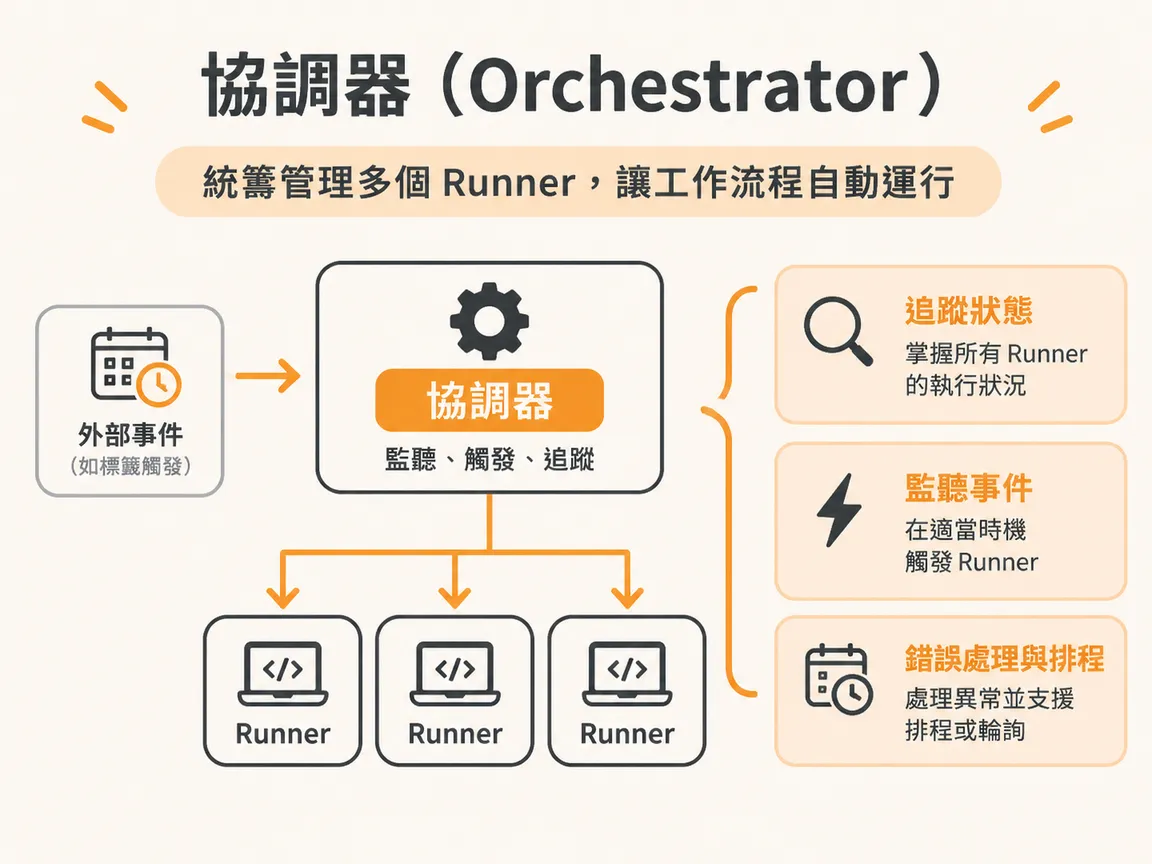 協調器（Orchestrator）
統籌管理多個 Runner，讓工作流程自動運行
外部事件
（如標籤觸發）
協調器
監聽、觸發、追蹤
</>
Runner
</>
Runner
</>
Runner
追蹤狀態
掌握所有 Runner
的執行狀況
監聽事件
在適當時機
觸發 Runner
錯誤處理與排程
處理異常並支援
排程或輪詢